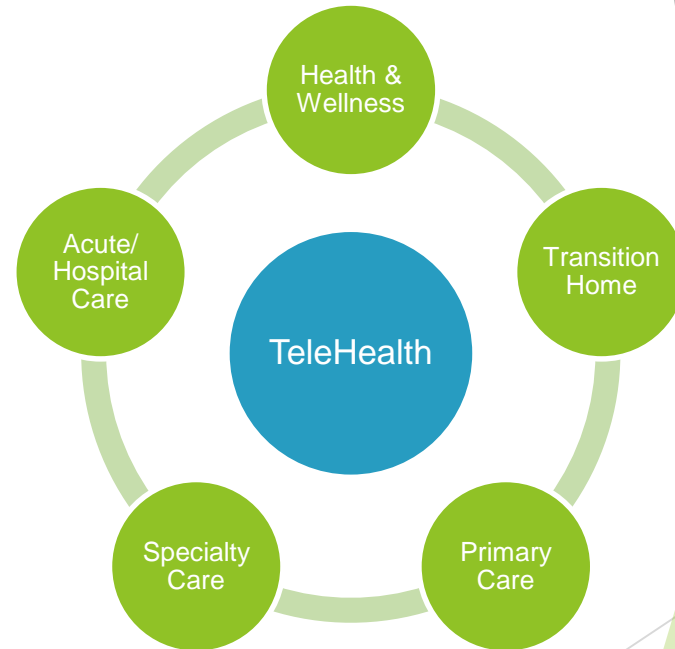 Health &
Wellness
Acute/
Hospital
Care
Transition
Home
TeleHealth
Specialty
Care
Primary
Care